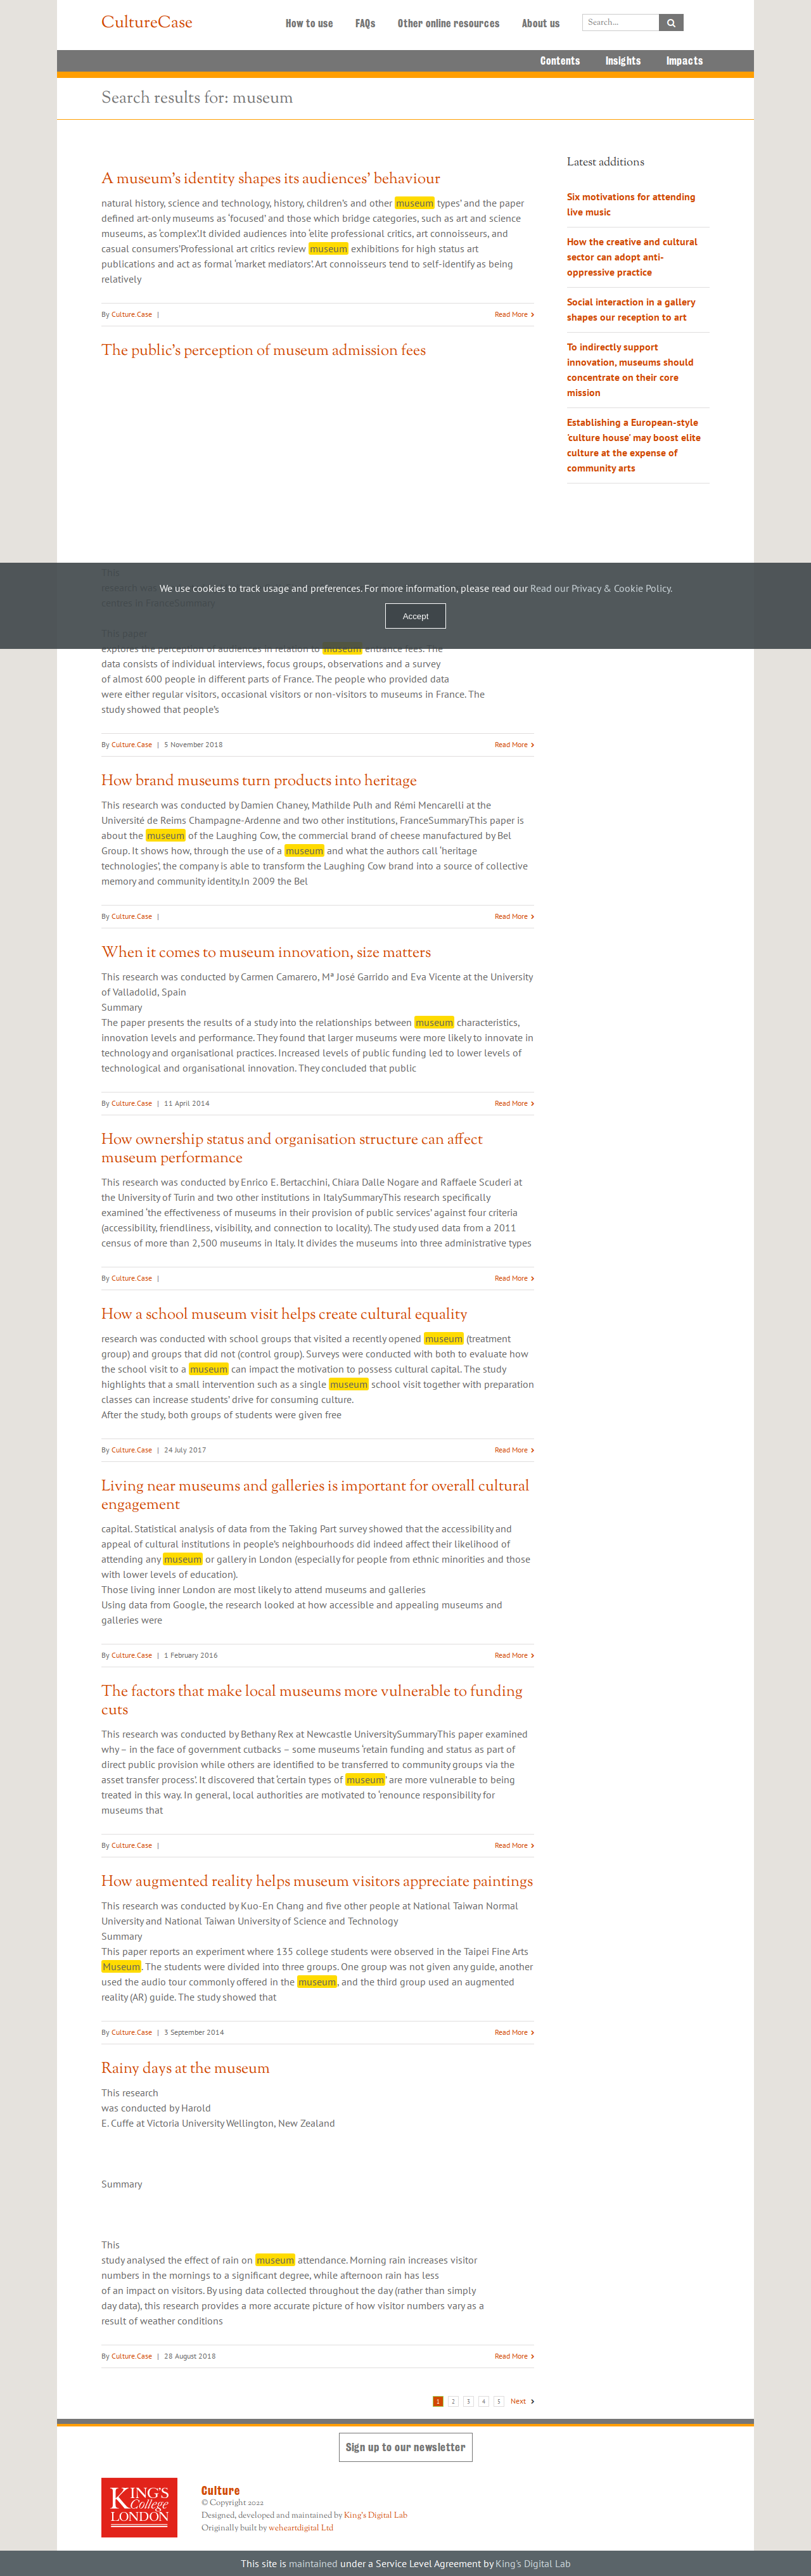 CultureCase
How to use
FAQs
Other online resources
About us
Search...
Contents
Insights
Impacts
Search results for: museum
A museum's identity shapes its audiences' behaviour
natural history, science and technology, history, children's and other museum types' and the paper
defined art-only museums as 'focused' and those which bridge categories, such as art and science
museums, as 'complex'.It divided audiences into 'elite professional critics, art connoisseurs, and
casual consumers'Professional art critics review museum exhibitions for high status art
publications and act as formal 'market mediators'. Art connoisseurs tend to self-identify as being
relatively
By Culture.Case |
Read More
The public's perception of museum admission fees
This
research was
centres in FranceSummary
This paper
explores the perception of audiences in relation to museum entrance fees. The
data consists of individual interviews, focus groups, observations and a survey
of almost 600 people in different parts of France. The people who provided data
were either regular visitors, occasional visitors or non-visitors to museums in France. The
study showed that people's
By Culture.Case | 5 November 2018
Read More
How brand museums turn products into heritage
This research was conducted by Damien Chaney, Mathilde Pulh and Rémi Mencarelli at the
Université de Reims Champagne-Ardenne and two other institutions, FranceSummaryThis paper is
about the museum of the Laughing Cow, the commercial brand of cheese manufactured by Bel
Group. It shows how, through the use of a museum and what the authors call 'heritage
technologies', the company is able to transform the Laughing Cow brand into a source of collective
memory and community identity.In 2009 the Bel
By Culture.Case |
Read More
When it comes to museum innovation, size matters
This research was conducted by Carmen Camarero, Mª José Garrido and Eva Vicente at the University
of Valladolid, Spain
Summary
The paper presents the results of a study into the relationships between museum characteristics,
innovation levels and performance. They found that larger museums were more likely to innovate in
technology and organisational practices. Increased levels of public funding led to lower levels of
technological and organisational innovation. They concluded that public
By Culture.Case | 11 April 2014
Read More
How ownership status and organisation structure can affect
museum performance
This research was conducted by Enrico E. Bertacchini, Chiara Dalle Nogare and Raffaele Scuderi at
the University of Turin and two other institutions in ItalySummaryThis research specifically
examined 'the effectiveness of museums in their provision of public services' against four criteria
(accessibility, friendliness, visibility, and connection to locality). The study used data from a 2011
census of more than 2,500 museums in Italy. It divides the museums into three administrative types
By Culture.Case |
Read More
How a school museum visit helps create cultural equality
research was conducted with school groups that visited a recently opened museum (treatment
group) and groups that did not (control group). Surveys were conducted with both to evaluate how
the school visit to a museum can impact the motivation to possess cultural capital. The study
highlights that a small intervention such as a single museum school visit together with preparation
classes can increase students' drive for consuming culture.
After the study, both groups of students were given free
By Culture.Case | 24 July 2017
Read More
Living near museums and galleries is important for overall cultural
engagement
capital. Statistical analysis of data from the Taking Part survey showed that the accessibility and
appeal of cultural institutions in people's neighbourhoods did indeed affect their likelihood of
attending any museum or gallery in London (especially for people from ethnic minorities and those
with lower levels of education).
Those living inner London are most likely to attend museums and galleries
Using data from Google, the research looked at how accessible and appealing museums and
galleries were
By Culture.Case | 1 February 2016
Read More
The factors that make local museums more vulnerable to funding
cuts
This research was conducted by Bethany Rex at Newcastle UniversitySummaryThis paper examined
why – in the face of government cutbacks – some museums 'retain funding and status as part of
direct public provision while others are identified to be transferred to community groups via the
asset transfer process'. It discovered that 'certain types of museum' are more vulnerable to being
treated in this way. In general, local authorities are motivated to 'renounce responsibility for
museums that
By Culture.Case |
Read More
How augmented reality helps museum visitors appreciate paintings
This research was conducted by Kuo-En Chang and five other people at National Taiwan Normal
University and National Taiwan University of Science and Technology
Summary
This paper reports an experiment where 135 college students were observed in the Taipei Fine Arts
Museum. The students were divided into three groups. One group was not given any guide, another
used the audio tour commonly offered in the museum, and the third group used an augmented
reality (AR) guide. The study showed that
By Culture.Case | 3 September 2014
Read More
Rainy days at the museum
This research
was conducted by Harold
E. Cuffe at Victoria University Wellington, New Zealand
Summary
This
study analysed the effect of rain on museum attendance. Morning rain increases visitor
numbers in the mornings to a significant degree, while afternoon rain has less
of an impact on visitors. By using data collected throughout the day (rather than simply
day data), this research provides a more accurate picture of how visitor numbers vary as a
result of weather conditions
By Culture.Case | 28 August 2018
Read More
1 2 3 4 5 Next
Latest additions
Six motivations for attending
live music
How the creative and cultural
sector can adopt anti-
oppressive practice
Social interaction in a gallery
shapes our reception to art
To indirectly support
innovation, museums should
concentrate on their core
mission
Establishing a European-style
'culture house' may boost elite
culture at the expense of
community arts
We use cookies to track usage and preferences. For more information, please read our Read our Privacy & Cookie Policy.
Accept
Sign up to our newsletter
KING'S
College
LONDON
Culture
© Copyright 2022
Designed, developed and maintained by King's Digital Lab
Originally built by weheartdigital Ltd
This site is maintained under a Service Level Agreement by King's Digital Lab